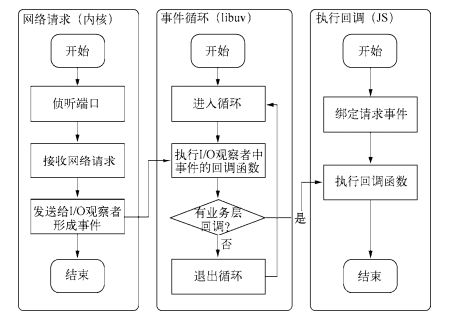 网络请求（内核）
开始
侦听端口
接收网络请求
发送给I/O观察者
形成事件
结束
事件循环（libuv）
开始
进入循环
执行I/O观察者中
事件的回调函数
有业务层
回调?
是
否
退出循环
执行回调（JS）
开始
绑定请求事件
执行回调函数
结束